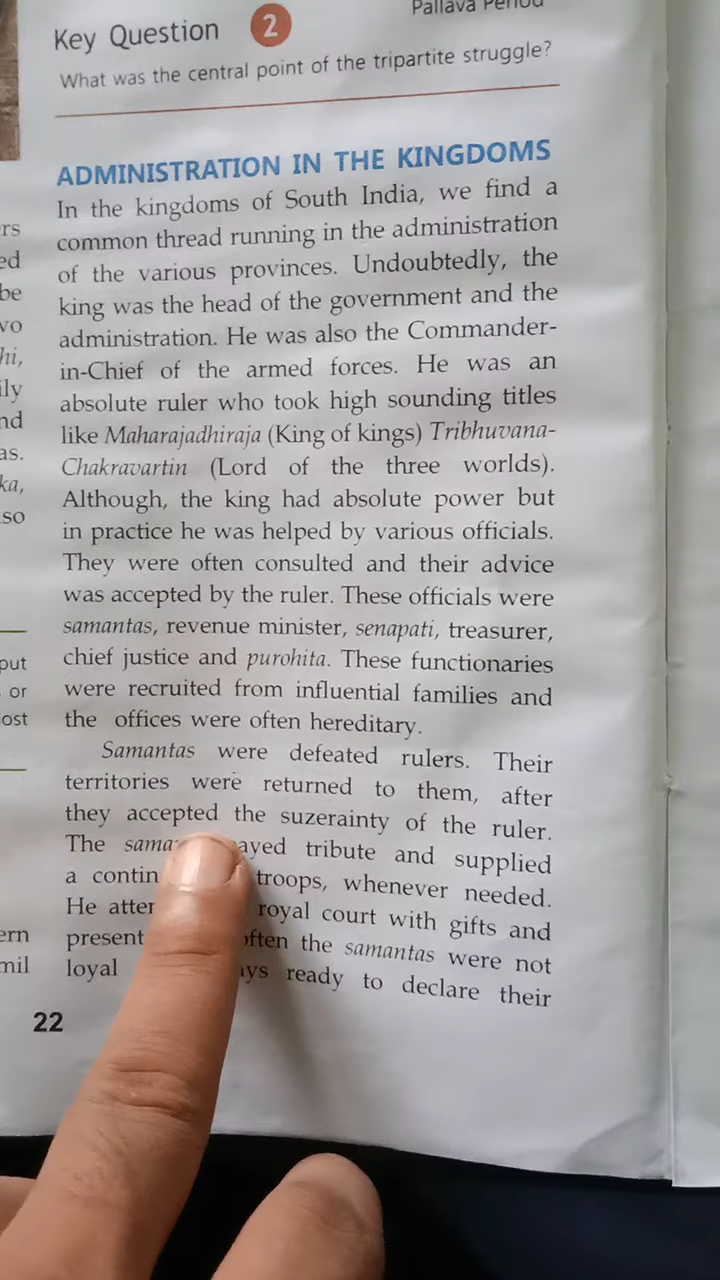 Pallava Period
Key Question 2
What was the central point of the tripartite struggle?
ADMINISTRATION IN THE KINGDOMS
In the kingdoms of South India, we find a
common thread running in the administration
of the various provinces. Undoubtedly, the
king was the head of the government and the
administration. He was also the Commander-
in-Chief of the armed forces. He was an
absolute ruler who took high sounding titles
like Maharajadhiraja (King of kings) Tribhuvana-
Chakravartin (Lord of the three worlds).
Although, the king had absolute power but
in practice he was helped by various officials.
They were often consulted and their advice
was accepted by the ruler. These officials were
samantas, revenue minister, senapati, treasurer,
chief justice and purohita. These functionaries
were recruited from influential families and
the offices were often hereditary.
Samantas were defeated rulers. Their
territories were returned to them, after
they accepted the suzerainty of the ruler.
The tribute and supplied
a troops, whenever needed.
He royal court with gifts and
the samantas were not
loyal ready to declare their
22